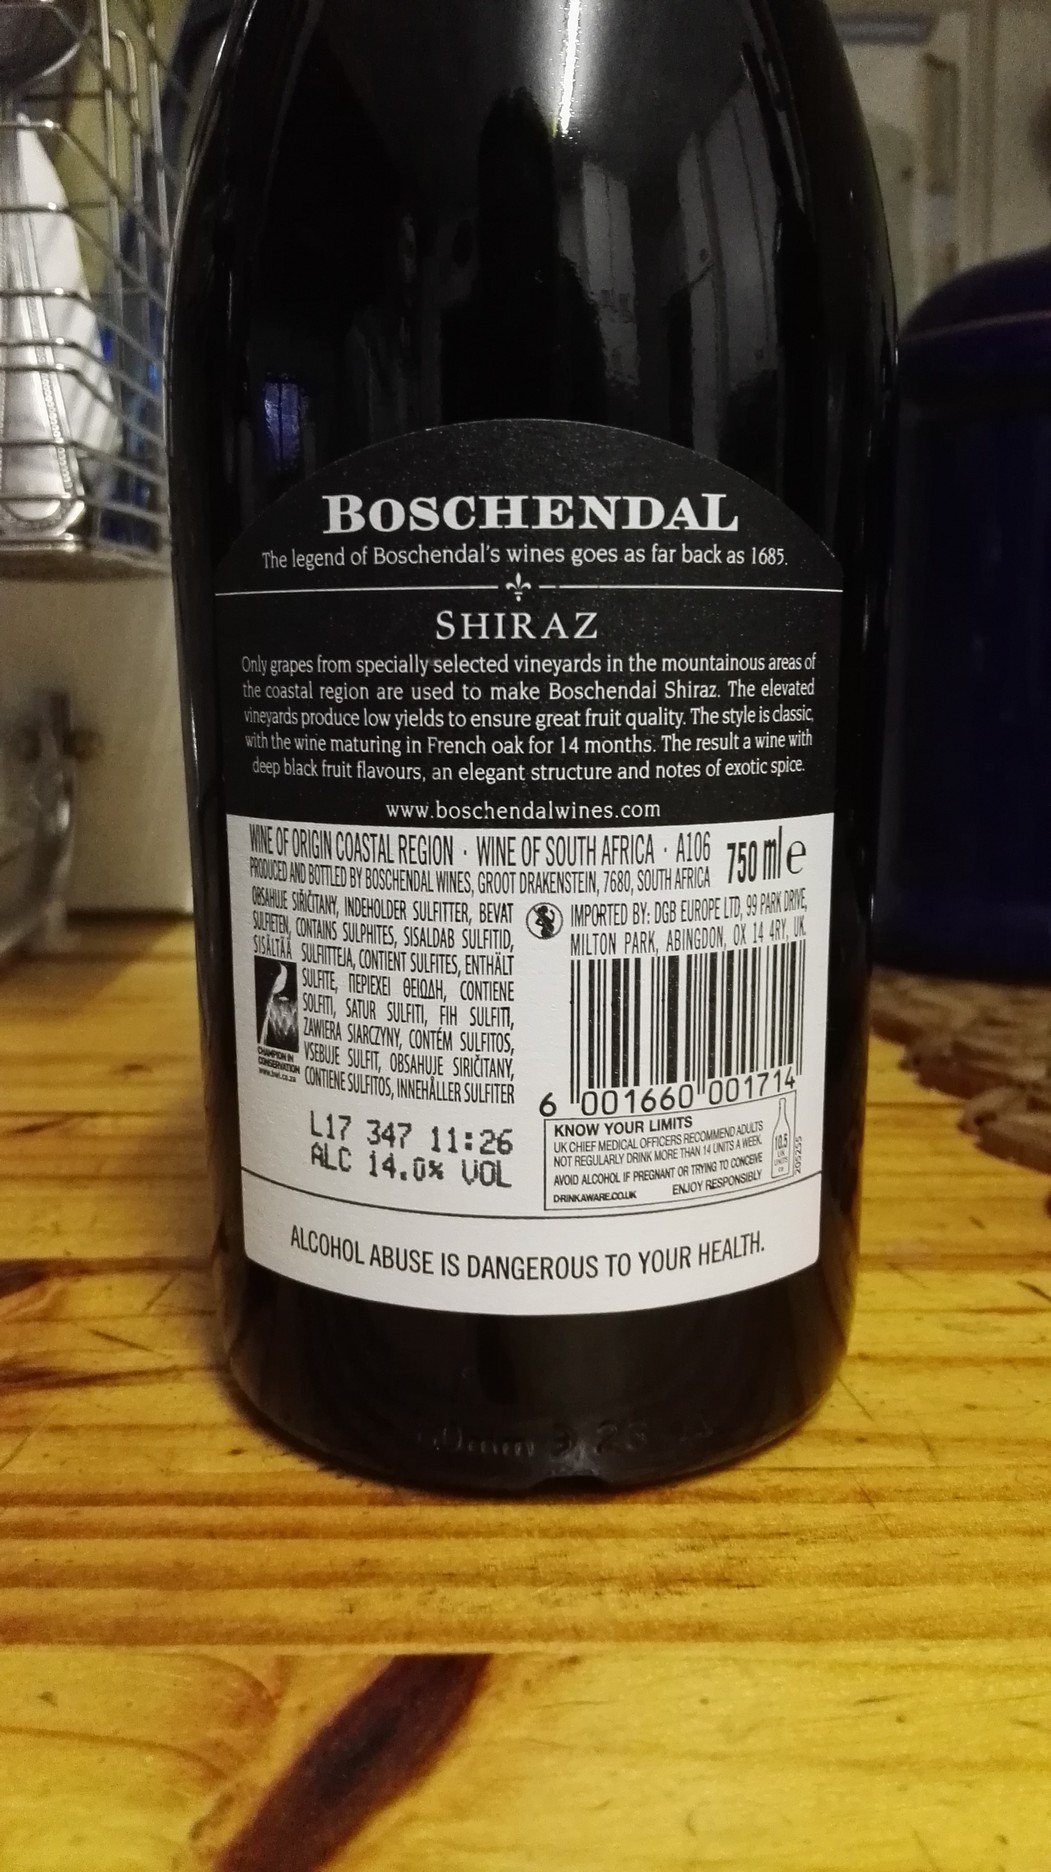 BOSCHENDAL
The legend of Boschendal's wines goes as far back as 1685.
SHIRAZ
Only grapes from specially selected vineyards in the mountainous areas of
the coastal region are used to make Boschendal Shiraz. The elevated
vineyards produce low yields to ensure great fruit quality. The style is classic,
with the wine maturing in French oak for 14 months. The result a wine with
deep black fruit flavours, an elegant structure and notes of exotic spice.
www.boschendalwines.com
WINE OF ORIGIN COASTAL REGION · WINE OF SOUTH AFRICA · A106
750 ml e
PRODUCED AND BOTTLED BY BOSCHENDAL WINES, GROOT DRAKENSTEIN, 7680, SOUTH AFRICA
OBSAHUJE SIŘIČITANY, INDEHOLDER SULFITTER, BEVAT
SULFIETEN, CONTAINS SULPHITES, SISALDAB SULFITID,
SISÄLTÄÄ SULFIITTEJA, CONTIENT SULFITES, ENTHÄLT
SULFITE, ΠΕΡΙΕΧΕΙ ΘΕΙΩΔΗ, CONTIENE
SOLFITI, SATUR SULFITI, FIH SULFITI,
ZAWIERA SIARCZYNY, CONTÉM SULFITOS,
VSEBUJE SULFIT, OBSAHUJE SIRIČITANY,
CONTIENE SULFITOS, INNEHÅLLER SULFITER
CHAMPION IN
CONSERVATION
IMPORTED BY: DGB EUROPE LTD, 99 PARK DRIVE,
MILTON PARK, ABINGDON, OX 14 4RY, UK
6 001660 001714
L17 347 11:26
ALC 14.0% VOL
KNOW YOUR LIMITS
UK CHIEF MEDICAL OFFICERS RECOMMEND ADULTS
NOT REGULARLY DRINK MORE THAN 14 UNITS A WEEK.
AVOID ALCOHOL IF PREGNANT OR TRYING TO CONCEIVE
DRINKAWARE.CO.UK ENJOY RESPONSIBLY
10.5
UK
UNITS
205255
ALCOHOL ABUSE IS DANGEROUS TO YOUR HEALTH.